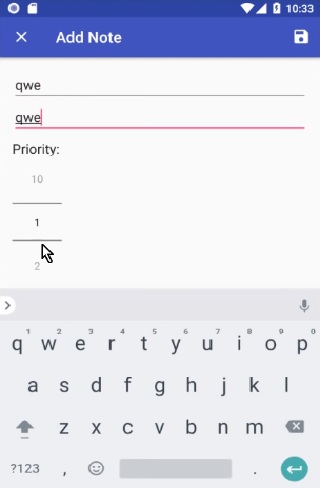 10:33
Add Note
qwe
qwe
Priority:
10
1
2
1 2 3 4 5 6 7 8 9 0
q w e r t y u i o p
a s d f g h j k l
z x c v b n m
?123 , .